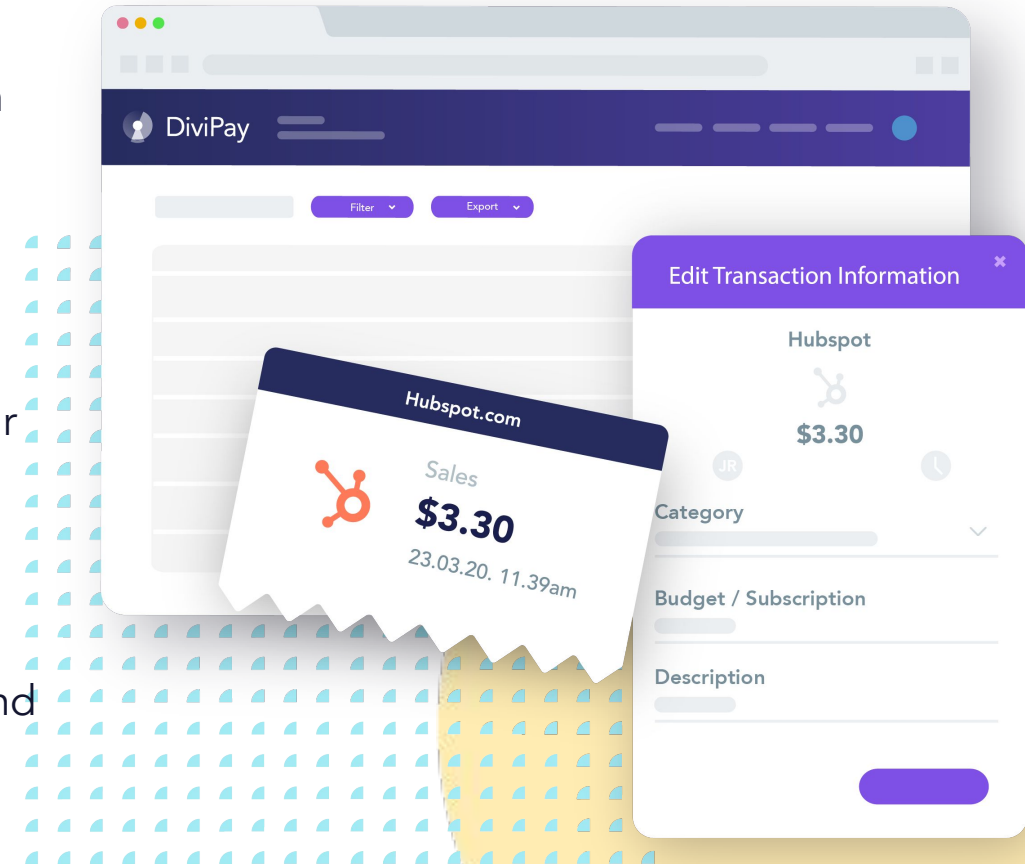 DiviPay
Filter
Export
Edit Transaction Information
Hubspot
$3.30
JR
Category
Budget / Subscription
Description
Hubspot.com
Sales
$3.30
23.03.20. 11.39am